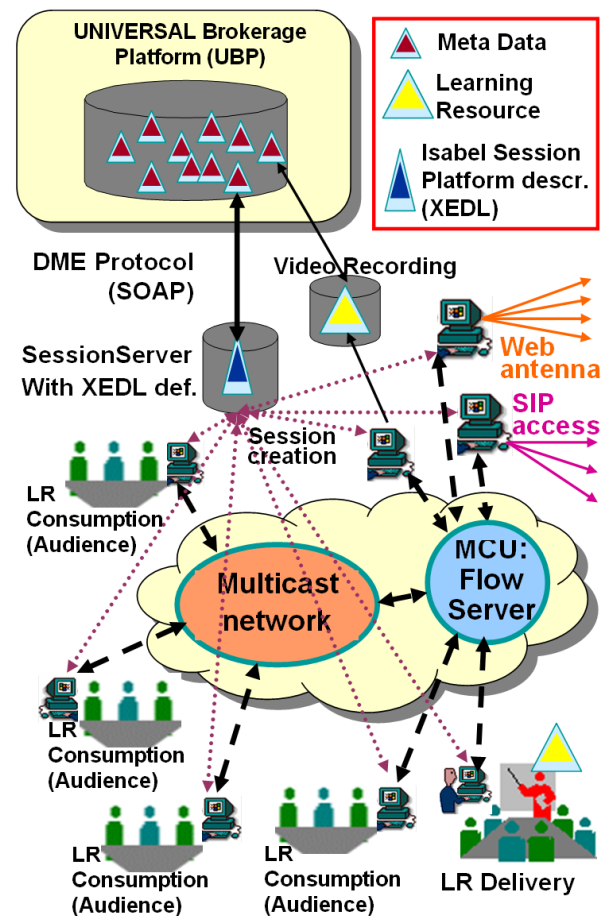 UNIVERSAL Brokerage
Platform (UBP)
Meta Data
Learning
Resource
Isabel Session
Platform descr.
(XEDL)
DME Protocol
(SOAP)
Video Recording
SessionServer
With XEDL def.
Web
antenna
SIP
access
Session
creation
LR
Consumption
(Audience)
MCU:
Flow
Server
Multicast
network
LR
Consumption
(Audience)
LR
Consumption
(Audience)
LR
Consumption
(Audience)
LR Delivery